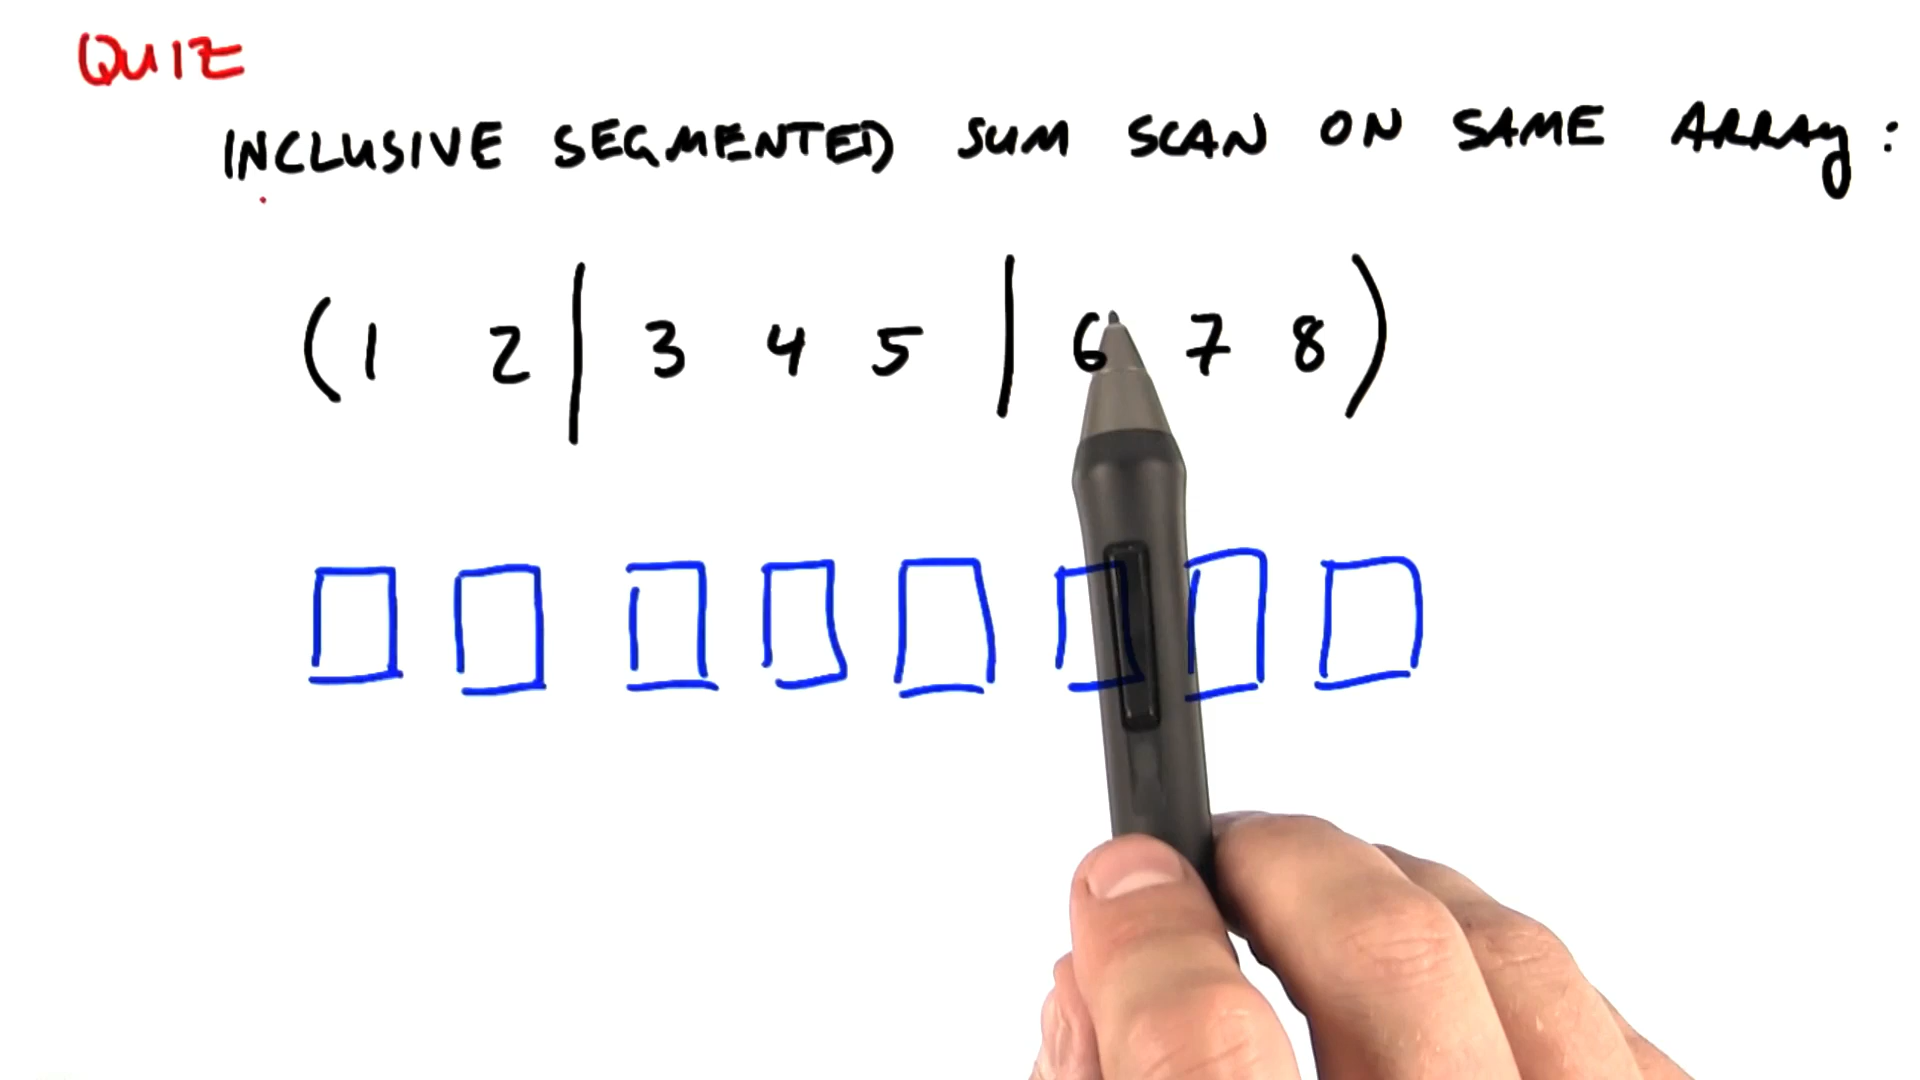 QUIZ
INCLUSIVE SEGMENTED SUM SCAN ON SAME ARRAY:
(1 2 | 3 4 5 | 6 7 8)